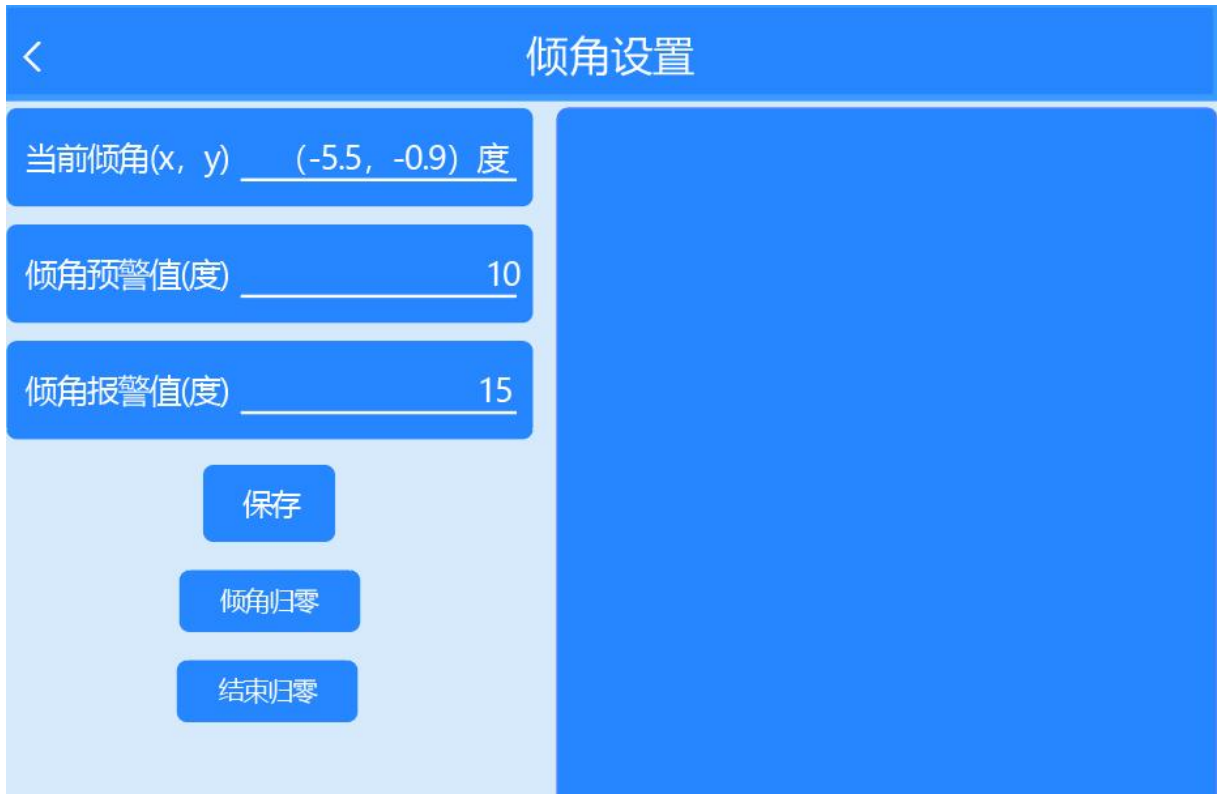 倾角设置
当前倾角(x，y) （-5.5，-0.9）度
倾角预警值(度) 10
倾角报警值(度) 15
保存
倾角归零
结束归零